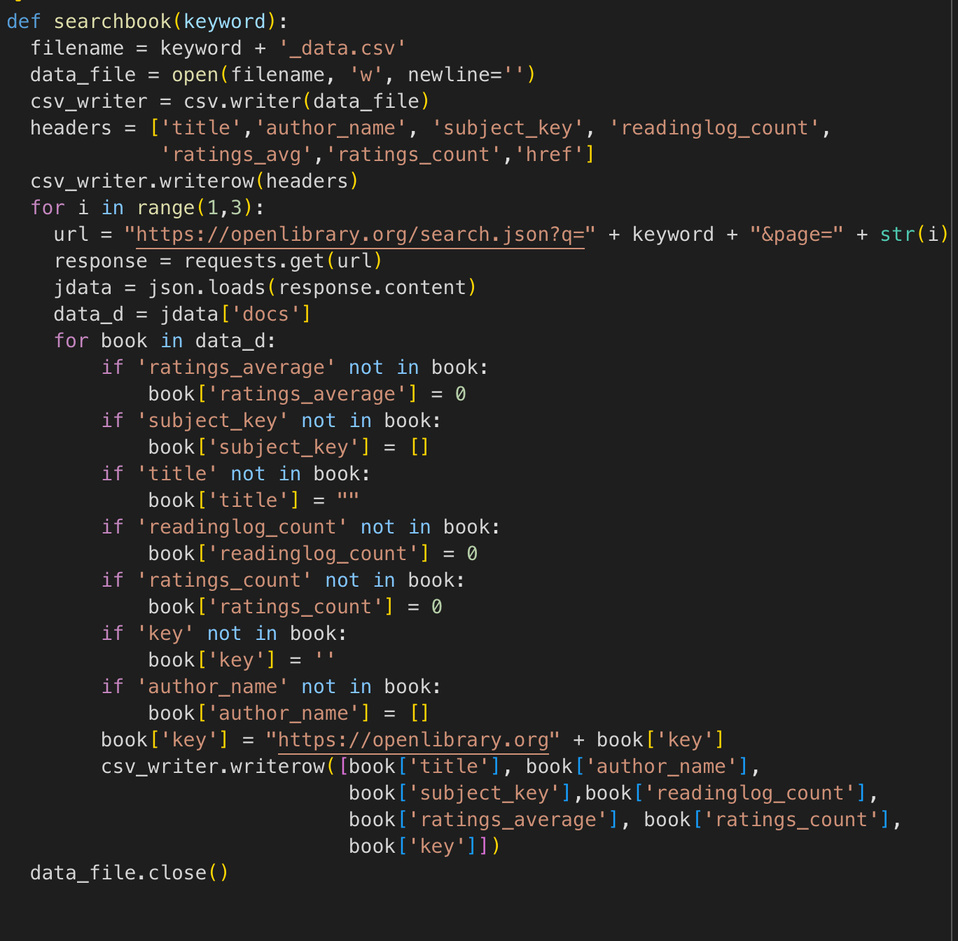 def searchbook(keyword):
  filename = keyword + '_data.csv'
  data_file = open(filename, 'w', newline='')
  csv_writer = csv.writer(data_file)
  headers = ['title','author_name', 'subject_key', 'readinglog_count',
             'ratings_avg','ratings_count','href']
  csv_writer.writerow(headers)
  for i in range(1,3):
    url = "https://openlibrary.org/search.json?q=" + keyword + "&page=" + str(i)
    response = requests.get(url)
    jdata = json.loads(response.content)
    data_d = jdata['docs']
    for book in data_d:
        if 'ratings_average' not in book:
            book['ratings_average'] = 0
        if 'subject_key' not in book:
            book['subject_key'] = []
        if 'title' not in book:
            book['title'] = ""
        if 'readinglog_count' not in book:
            book['readinglog_count'] = 0
        if 'ratings_count' not in book:
            book['ratings_count'] = 0
        if 'key' not in book:
            book['key'] = ''
        if 'author_name' not in book:
            book['author_name'] = []
        book['key'] = "https://openlibrary.org" + book['key']
        csv_writer.writerow([book['title'], book['author_name'],
                             book['subject_key'],book['readinglog_count'],
                             book['ratings_average'], book['ratings_count'],
                             book['key']])
  data_file.close()